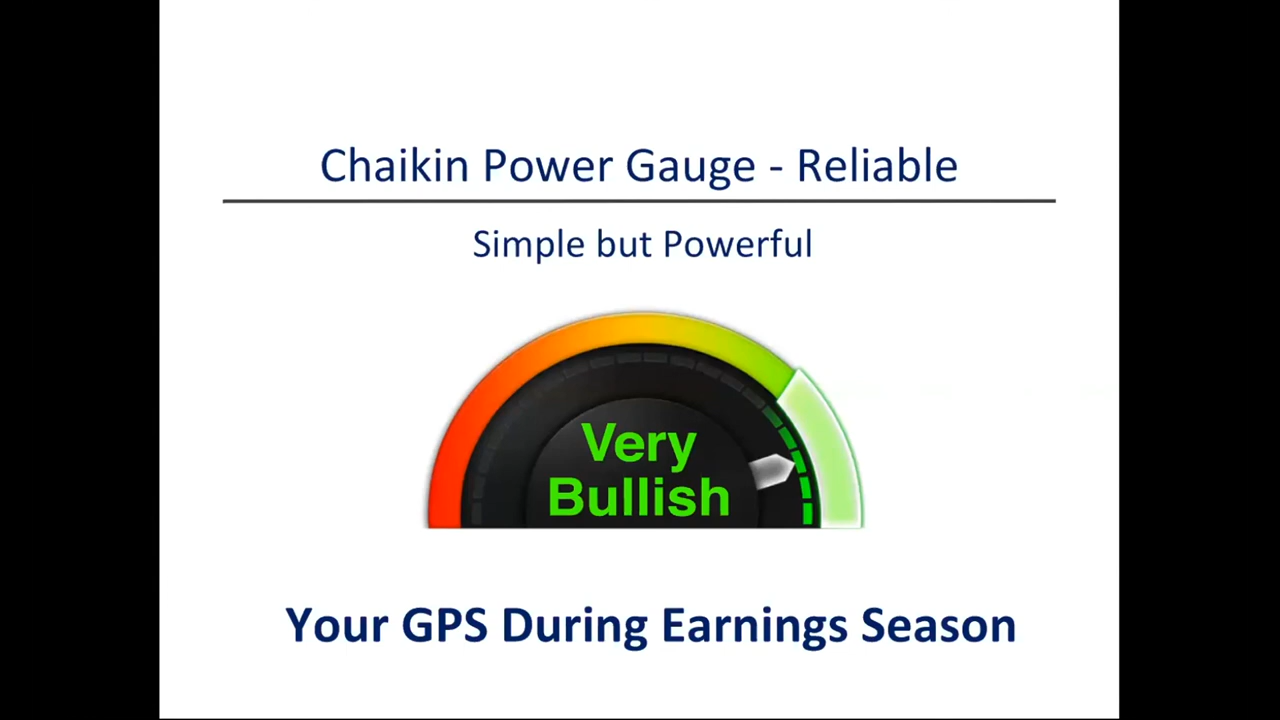 Chaikin Power Gauge - Reliable
Simple but Powerful
Very
Bullish
Your GPS During Earnings Season